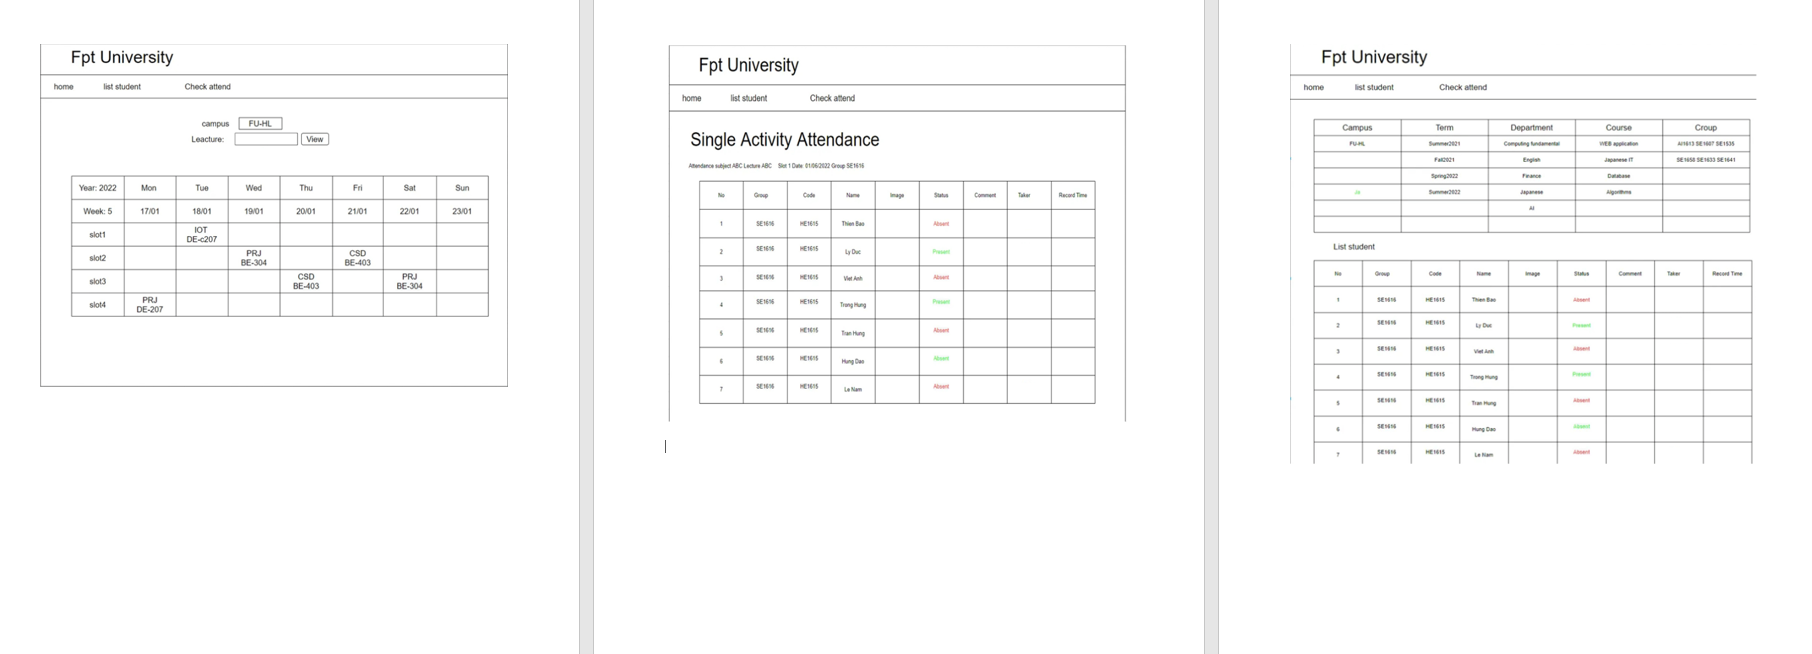 Fpt University
home list student Check attend
campus FU-HL
Leacture: View
Year: 2022 Mon Tue Wed Thu Fri Sat Sun
Week: 5 17/01 18/01 19/01 20/01 21/01 22/01 23/01
slot1 IOT
DE-c207
slot2 PRJ CSD
BE-304 BE-403
slot3 CSD PRJ
BE-403 BE-304
slot4 PRJ
DE-207
Fpt University
home list student Check attend
Single Activity Attendance
Attendance subject ABC Lecture ABC Slot 1 Date 01/06/2022 Group SE1616
No Group Code Name Image Status Comment Taker Record Time
1 SE1616 HE1615 Thien Bao Absent
2 SE1616 HE1615 Ly Duc Present
3 SE1616 HE1615 Viet Anh Absent
4 SE1616 HE1615 Trong Hung Present
5 SE1616 HE1615 Tran Hung Absent
6 SE1616 HE1615 Hung Dao Absent
7 SE1616 HE1615 Le Nam Absent
Fpt University
home list student Check attend
Campus Term Department Course Croup
FU-HL Summer2021 Computing fundamental WEB application AI1613 SE1607 SE1535
Fall2021 English Japanese IT SE1658 SE1633 SE1641
Spring2022 Finance Database
Summer2022 Japanese Algorithms
AI
List student
No Group Code Name Image Status Comment Taker Record Time
1 SE1616 HE1615 Thien Bao Absent
2 SE1616 HE1615 Ly Duc Present
3 SE1616 HE1615 Viet Anh Absent
4 SE1616 HE1615 Trong Hung Present
5 SE1616 HE1615 Tran Hung Absent
6 SE1616 HE1615 Hung Dao Absent
7 SE1616 HE1615 Le Nam Absent